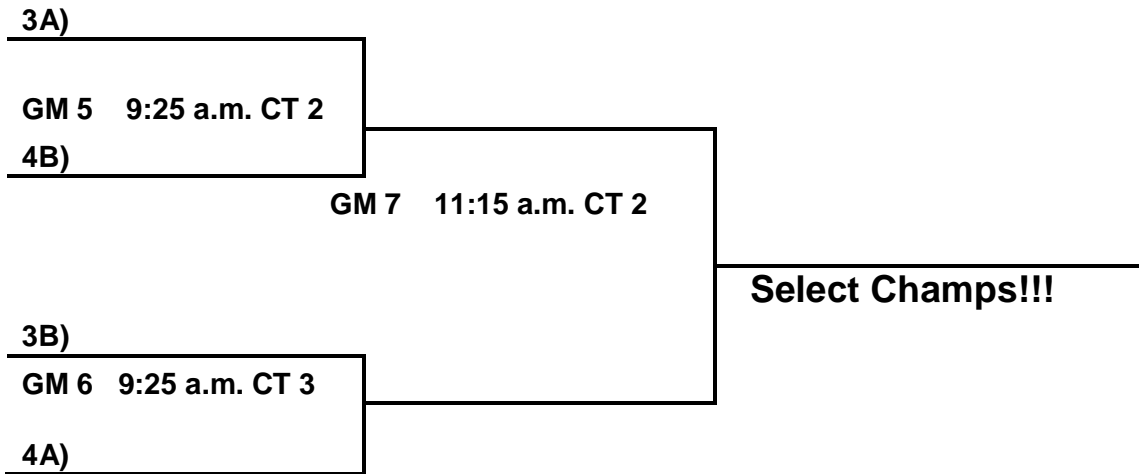 3A)
GM 5 9:25 a.m. CT 2
4B)
GM 7 11:15 a.m. CT 2
Select Champs!!!
3B)
GM 6 9:25 a.m. CT 3
4A)